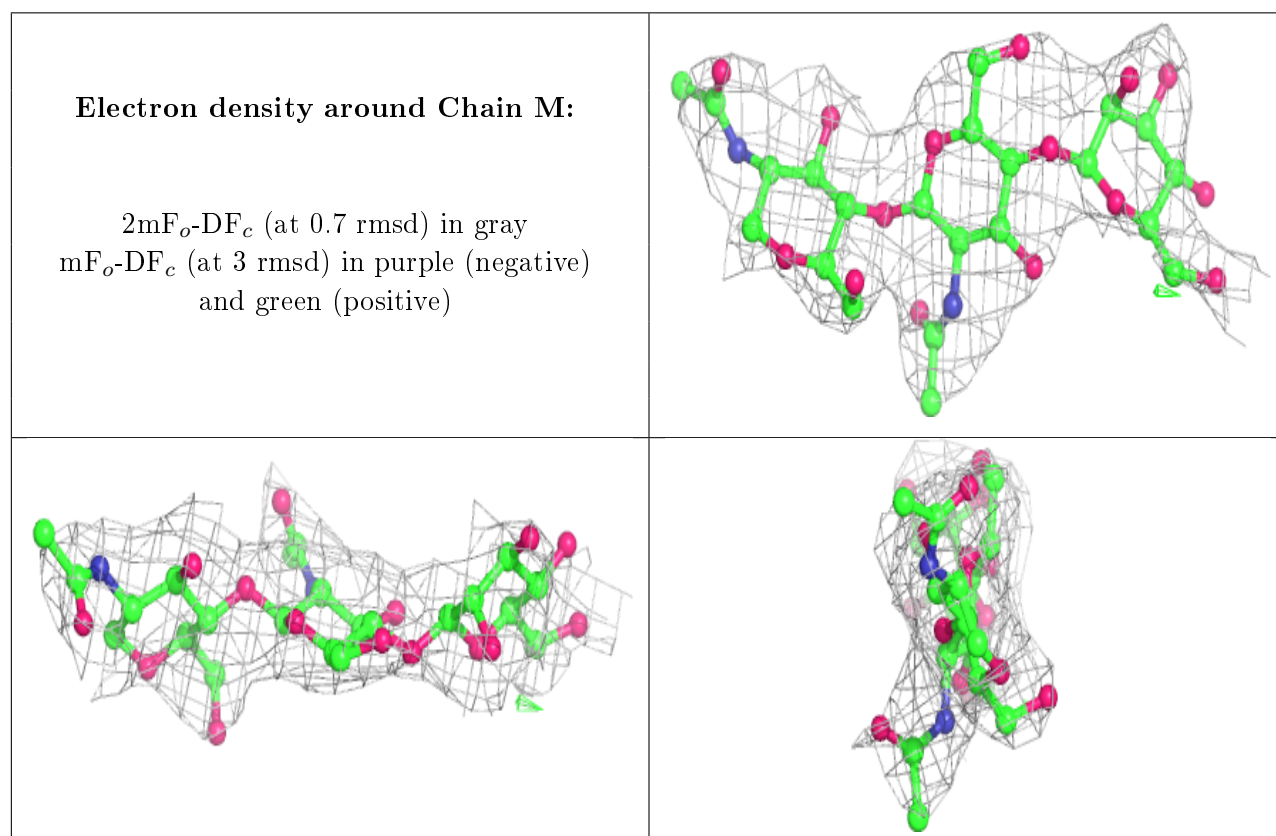 Electron density around Chain M:
2mFₒ-DF𝒸 (at 0.7 rmsd) in gray
mFₒ-DF𝒸 (at 3 rmsd) in purple (negative)
and green (positive)